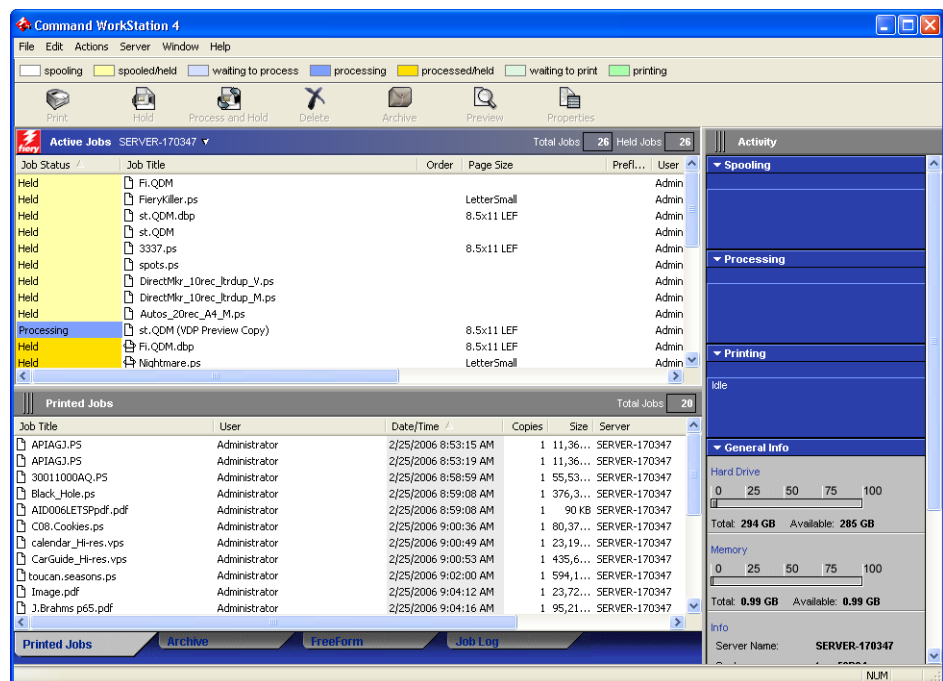 Command WorkStation 4
File Edit Actions Server Window Help
spooling spooled/held waiting to process processing processed/held waiting to print printing
Print Hold Process and Hold Delete Archive Preview Properties
fiery Active Jobs SERVER-170347 Total Jobs 26 Held Jobs 26
Job Status Job Title Order Page Size Prefl... User
Held Fi.QDM Admin
Held FieryKiller.ps LetterSmall Admin
Held st.QDM.dbp 8.5x11 LEF Admin
Held st.QDM Admin
Held 3337.ps 8.5x11 LEF Admin
Held spots.ps Admin
Held DirectMkr_10rec_ltrdup_V.ps Admin
Held DirectMkr_10rec_ltrdup_M.ps Admin
Held Autos_20rec_A4_M.ps Admin
Processing st.QDM (VDP Preview Copy) 8.5x11 LEF Admin
Held Fi.QDM.dbp 8.5x11 LEF Admin
Held Nightmare.ps LetterSmall Admin
Printed Jobs Total Jobs 20
Job Title User Date/Time Copies Size Server
APIAGJ.PS Administrator 2/25/2006 8:53:15 AM 1 11,36... SERVER-170347
APIAGJ.PS Administrator 2/25/2006 8:53:19 AM 1 11,36... SERVER-170347
30011000AQ.PS Administrator 2/25/2006 8:58:59 AM 1 55,53... SERVER-170347
Black_Hole.ps Administrator 2/25/2006 8:59:08 AM 1 376,3... SERVER-170347
AID006LETSPpdf.pdf Administrator 2/25/2006 8:59:08 AM 1 90 KB SERVER-170347
C08.Cookies.ps Administrator 2/25/2006 9:00:36 AM 1 80,37... SERVER-170347
calendar_Hi-res.vps Administrator 2/25/2006 9:00:49 AM 1 23,19... SERVER-170347
CarGuide_Hi-res.vps Administrator 2/25/2006 9:00:53 AM 1 435,6... SERVER-170347
toucan.seasons.ps Administrator 2/25/2006 9:02:00 AM 1 594,1... SERVER-170347
Image.pdf Administrator 2/25/2006 9:04:12 AM 1 23,72... SERVER-170347
J.Brahms p65.pdf Administrator 2/25/2006 9:04:16 AM 1 95,21... SERVER-170347
Printed Jobs Archive FreeForm Job Log
Activity
Spooling
Processing
Printing
Idle
General Info
Hard Drive
0 25 50 75 100
Total: 294 GB Available: 285 GB
Memory
0 25 50 75 100
Total: 0.99 GB Available: 0.99 GB
Info
Server Name: SERVER-170347
NUM